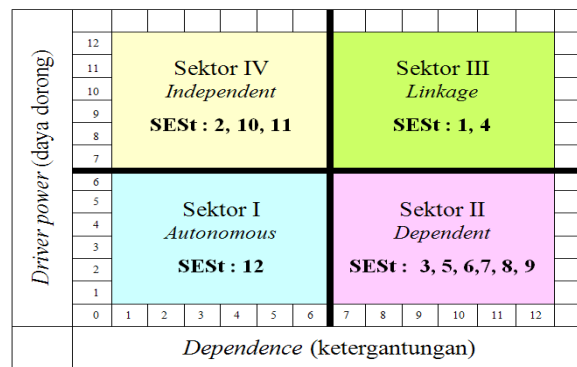 Driver power (daya dorong)
12
11
10
9
8
7
6
5
4
3
2
1
0
Sektor IV
Independent
SESt : 2, 10, 11
Sektor III
Linkage
SESt : 1, 4
Sektor I
Autonomous
SESt : 12
Sektor II
Dependent
SESt : 3, 5, 6,7, 8, 9
1 2 3 4 5 6 7 8 9 10 11 12
Dependence (ketergantungan)